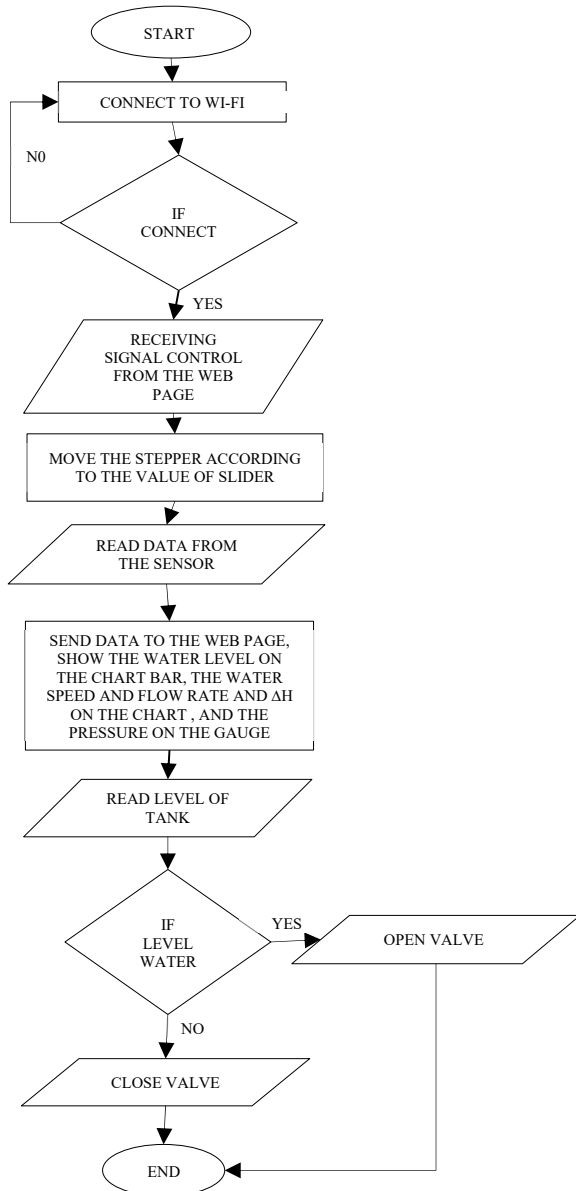 START
CONNECT TO WI-FI
N0
IF
CONNECT
YES
RECEIVING
SIGNAL CONTROL
FROM THE WEB
PAGE
MOVE THE STEPPER ACCORDING
TO THE VALUE OF SLIDER
READ DATA FROM
THE SENSOR
SEND DATA TO THE WEB PAGE,
SHOW THE WATER LEVEL ON
THE CHART BAR, THE WATER
SPEED AND FLOW RATE AND ΔH
ON THE CHART , AND THE
PRESSURE ON THE GAUGE
READ LEVEL OF
TANK
IF
LEVEL
WATER
YES
OPEN VALVE
NO
CLOSE VALVE
END